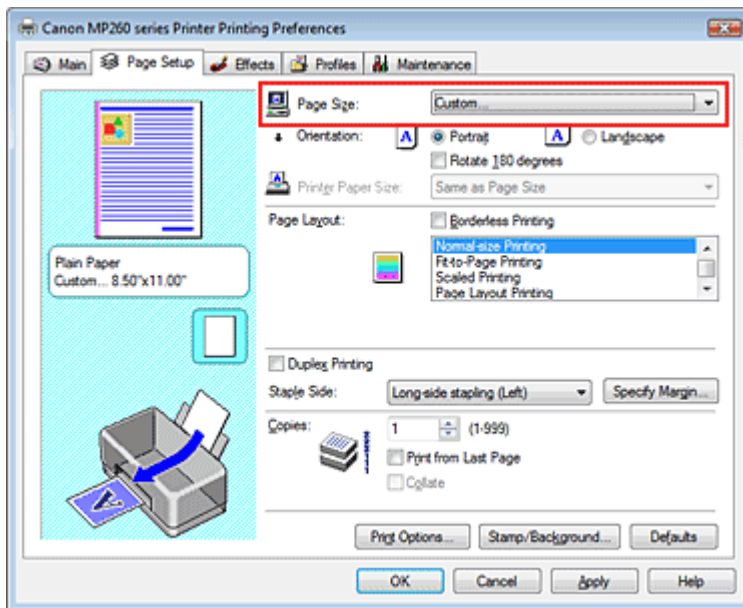 Canon MP260 series Printer Printing Preferences
Main Page Setup Effects Profiles Maintenance
Page Size: Custom...
Orientation: A Portrait A Landscape
Rotate 180 degrees
Printer Paper Size: Same as Page Size
Page Layout: Borderless Printing
Normal-size Printing
Fit-to-Page Printing
Scaled Printing
Page Layout Printing
Plain Paper
Custom... 8.50"x11.00"
Duplex Printing
Staple Side: Long-side stapling (Left) Specify Margin...
Copies: 1 (1-999)
Print from Last Page
Collate
A
Print Options... Stamp/Background... Defaults
OK Cancel Apply Help